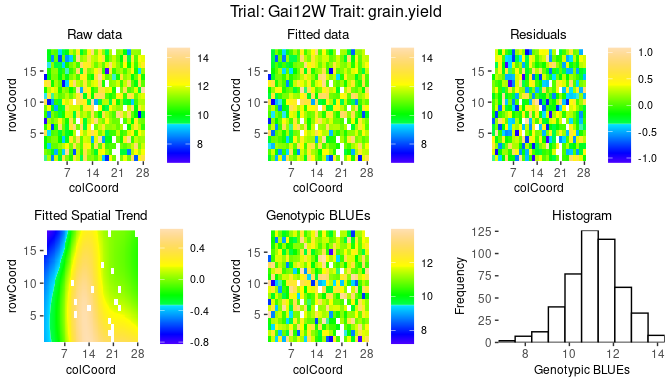 Trial: Gai12W Trait: grain.yield
Raw data
Fitted data
Residuals
rowCoord
15
10
5
7 14 21 28
colCoord
14
12
10
8
rowCoord
15
10
5
7 14 21 28
colCoord
14
12
10
8
rowCoord
15
10
5
7 14 21 28
colCoord
1.0
0.5
0.0
-0.5
-1.0
Fitted Spatial Trend
Genotypic BLUEs
Histogram
rowCoord
15
10
5
7 14 21 28
colCoord
0.4
0.0
-0.4
-0.8
rowCoord
15
10
5
7 14 21 28
colCoord
12
10
8
Frequency
125
100
75
50
25
0
8 10 12 14
Genotypic BLUEs